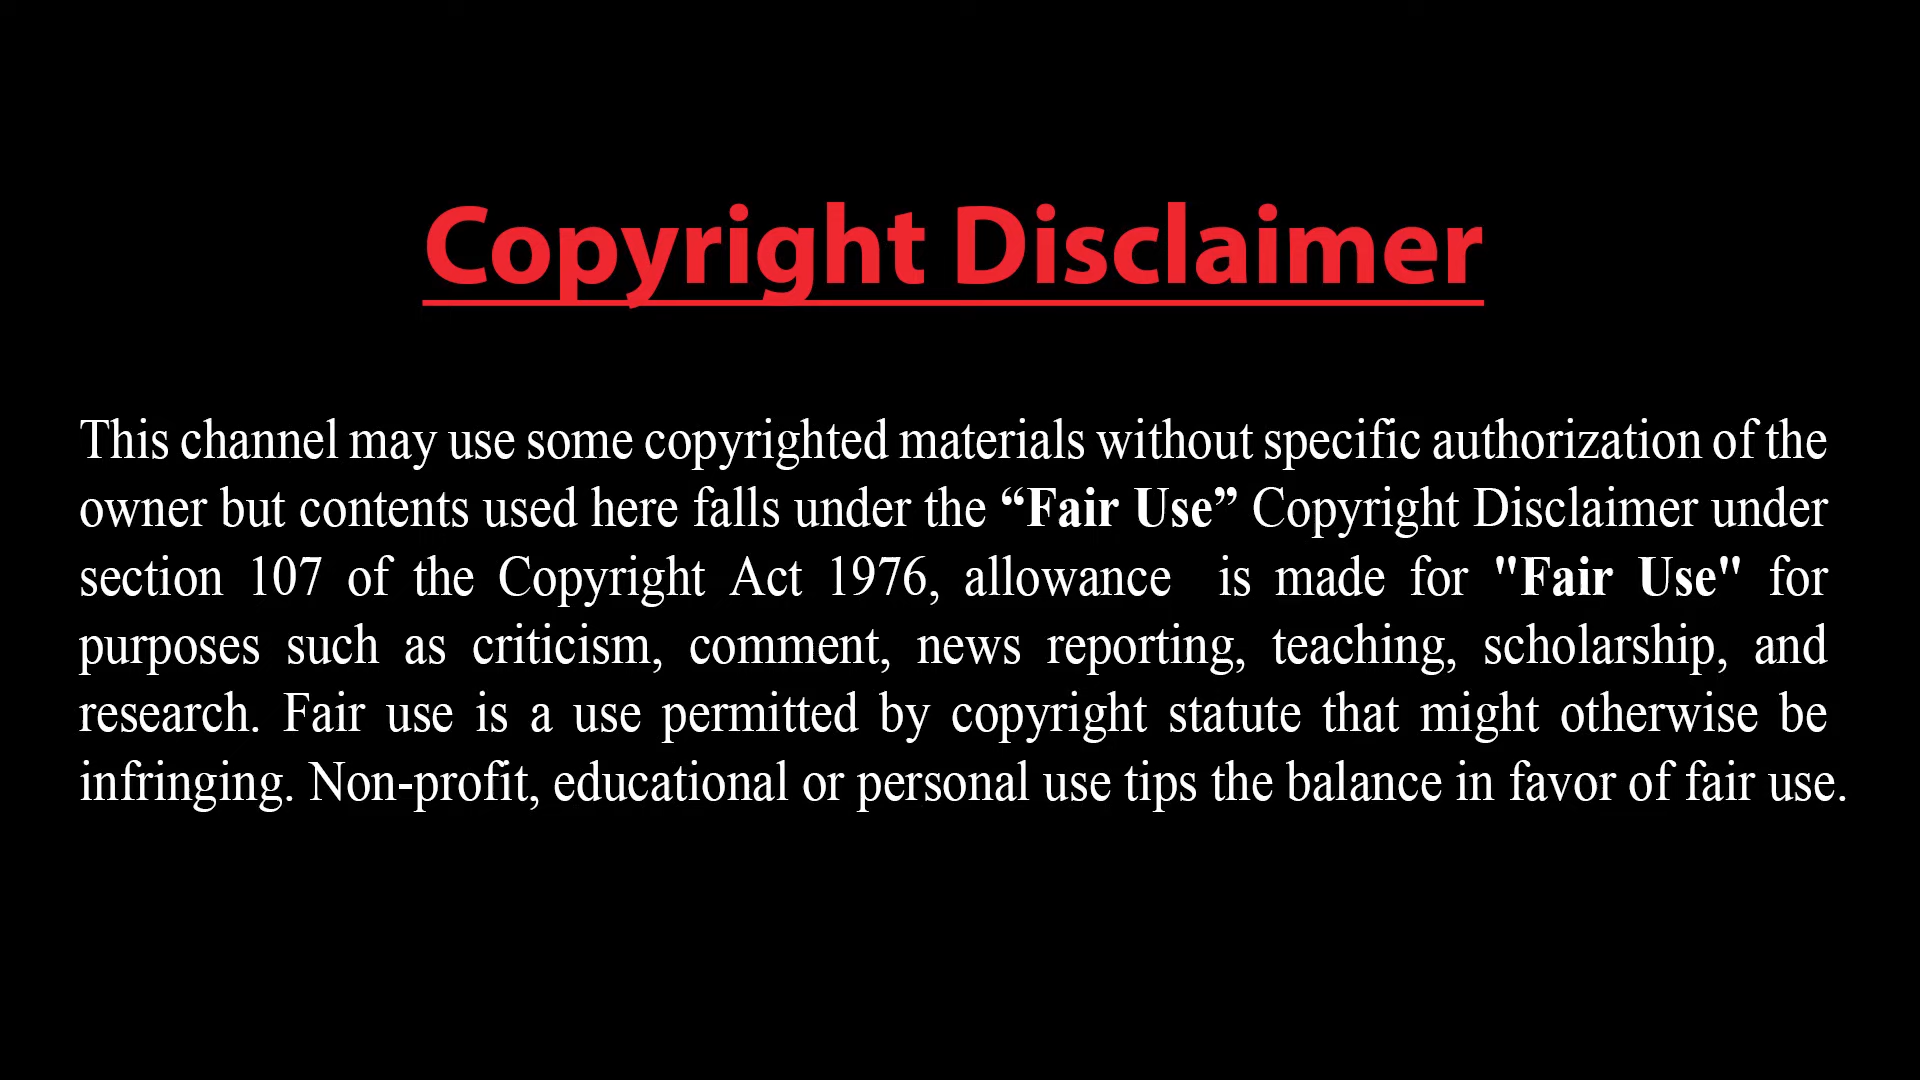 Copyright Disclaimer
This channel may use some copyrighted materials without specific authorization of the
owner but contents used here falls under the “Fair Use” Copyright Disclaimer under
section 107 of the Copyright Act 1976, allowance  is made for "Fair Use" for
purposes such as criticism, comment, news reporting, teaching, scholarship, and
research. Fair use is a use permitted by copyright statute that might otherwise be
infringing. Non-profit, educational or personal use tips the balance in favor of fair use.